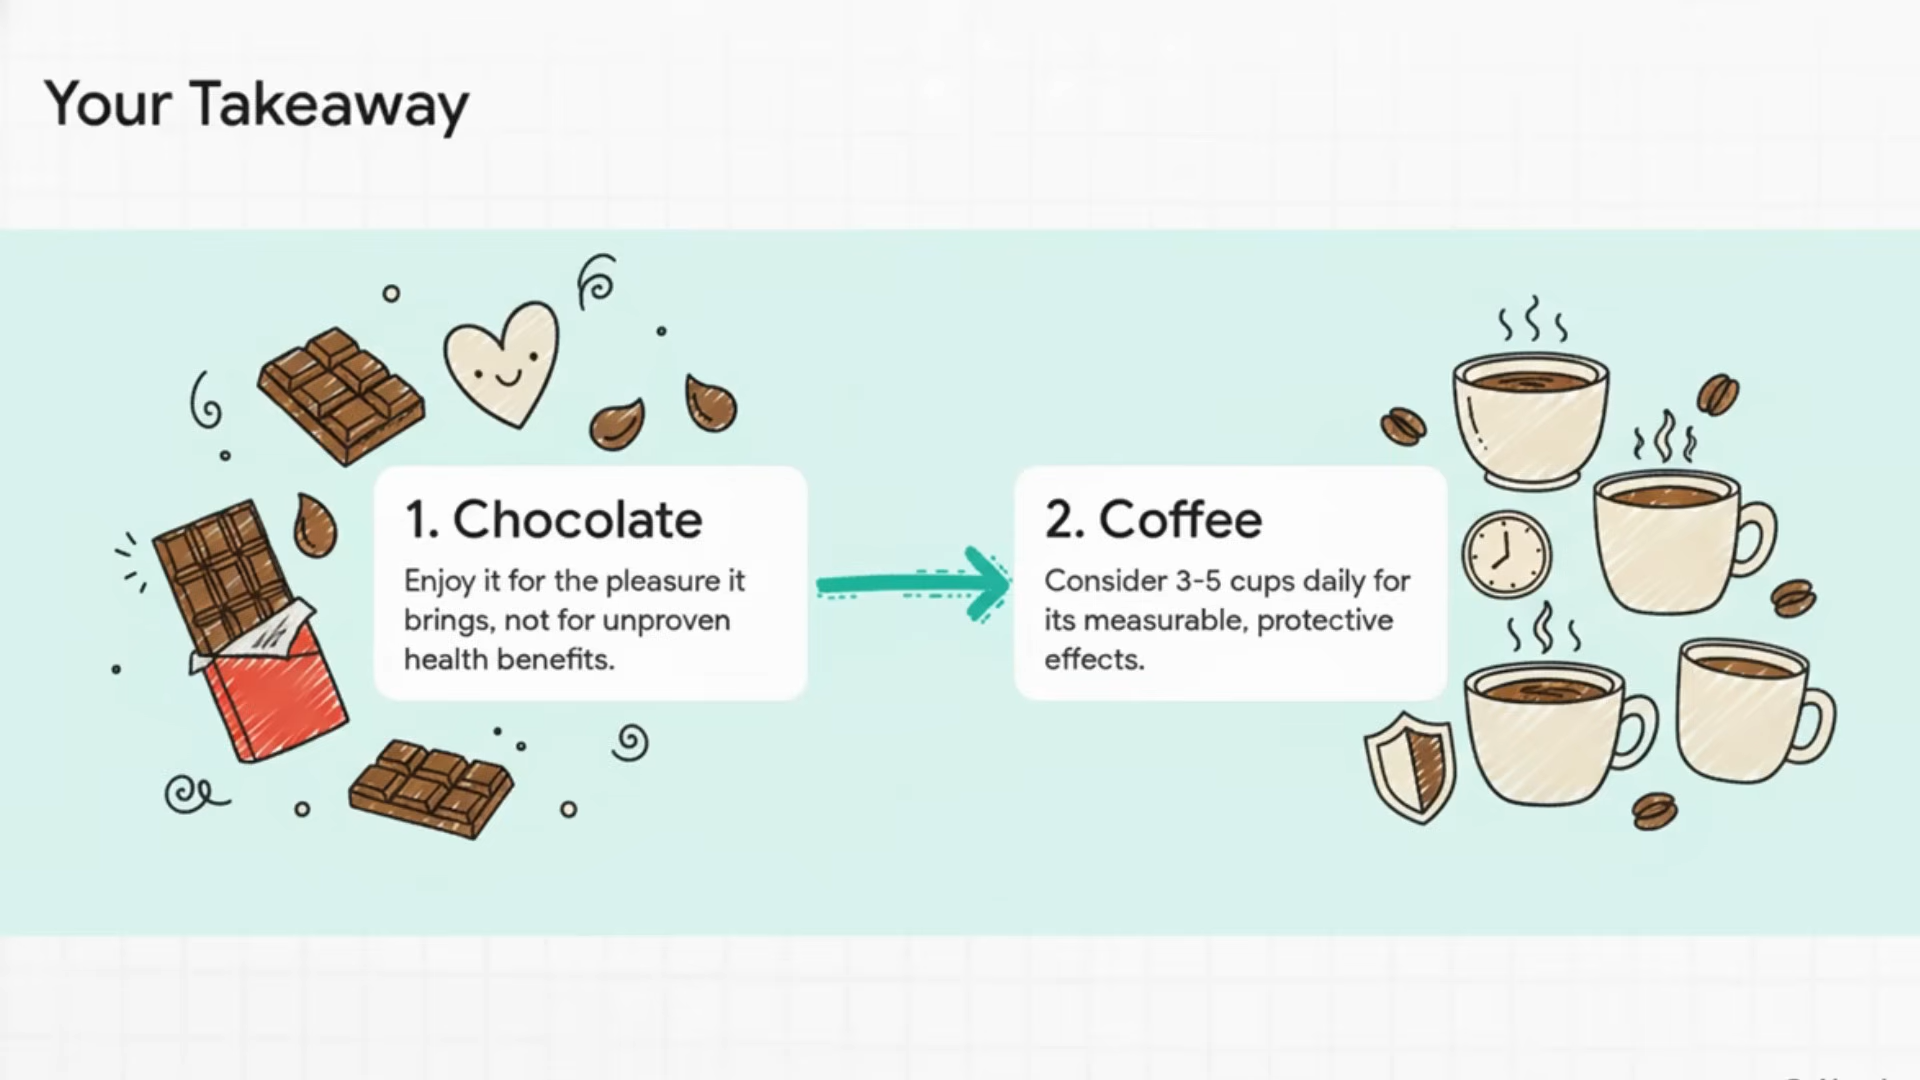 Your Takeaway
1. Chocolate
Enjoy it for the pleasure it
brings, not for unproven
health benefits.
2. Coffee
Consider 3-5 cups daily for
its measurable, protective
effects.